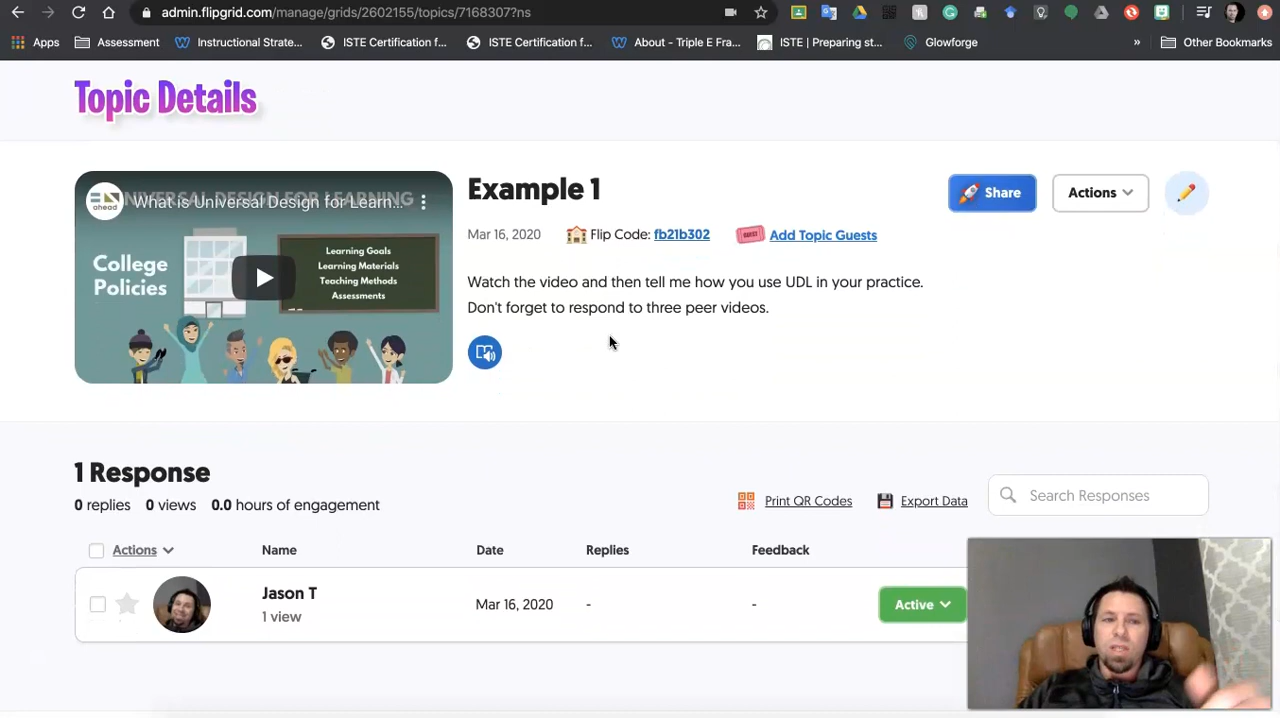 admin.flipgrid.com/manage/grids/2602155/topics/7168307?ns
Apps Assessment Instructional Strate... ISTE Certification f... ISTE Certification f... About - Triple E Fra... ISTE | Preparing st... Glowforge » Other Bookmarks
Topic Details
UNIVERSAL DESIGN FOR LEARNING
What is Universal Design for Learn...
ahead
College
Policies
Learning Goals
Learning Materials
Teaching Methods
Assessments
Example 1
Share
Actions
Mar 16, 2020 Flip Code: fb21b302 Add Topic Guests
Watch the video and then tell me how you use UDL in your practice.
Don't forget to respond to three peer videos.
1 Response
0 replies 0 views 0.0 hours of engagement
Print QR Codes Export Data Search Responses
Actions Name Date Replies Feedback
Jason T Mar 16, 2020 - - Active
1 view